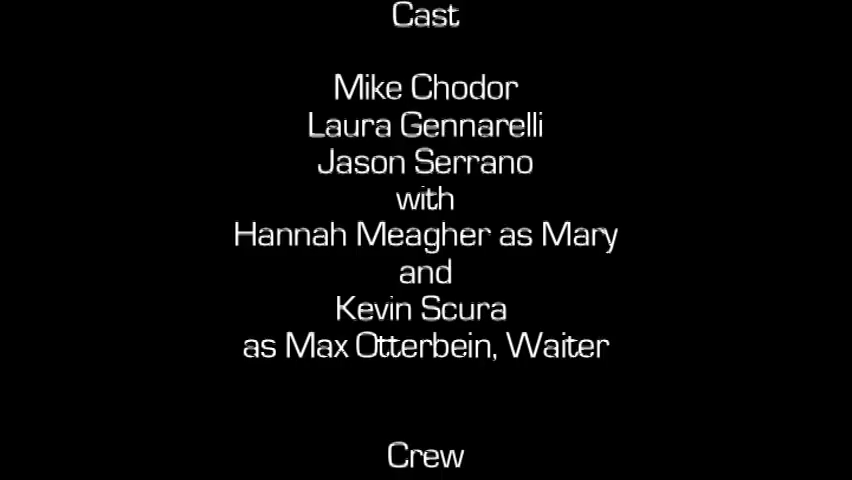 Cast
Mike Chodor
Laura Gennarelli
Jason Serrano
with
Hannah Meagher as Mary
and
Kevin Scura
as Max Otterbein, Waiter
Crew